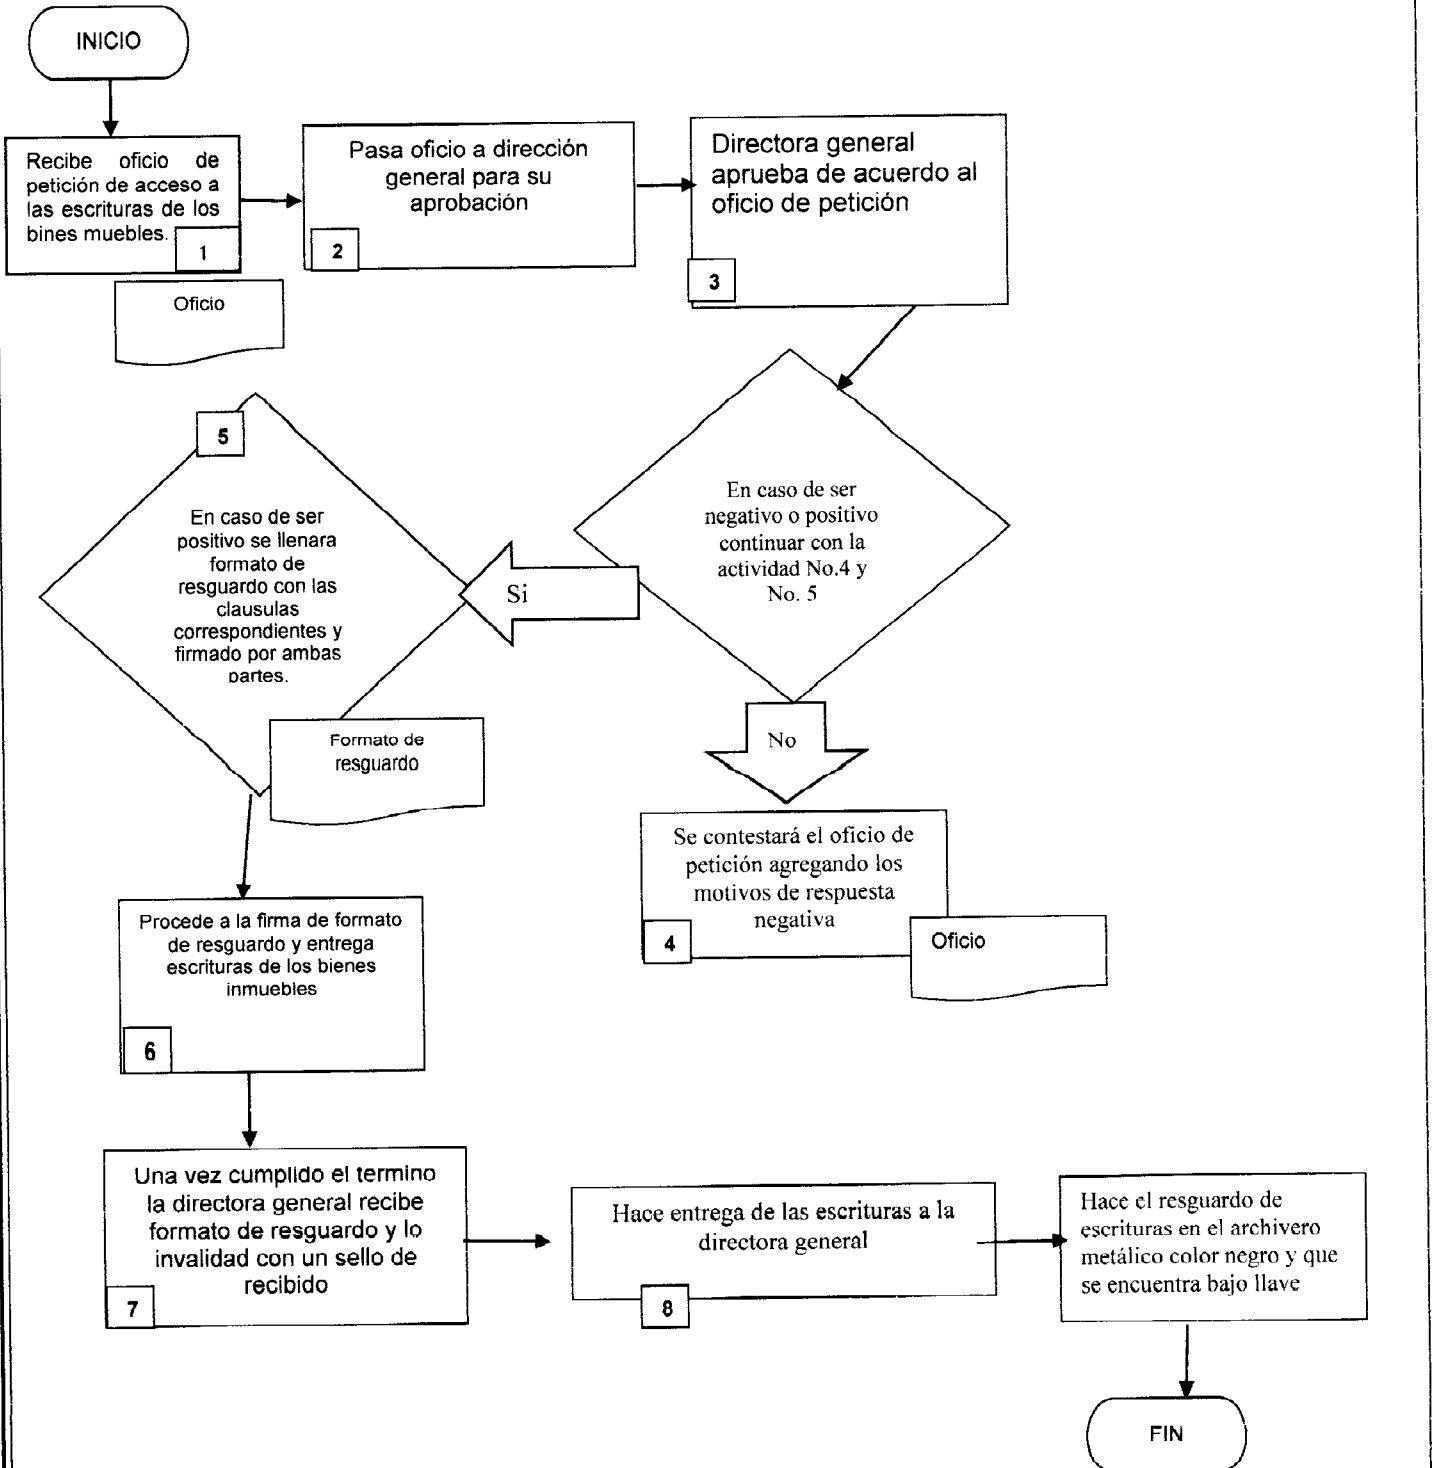 INICIO
Recibe oficio de
petición de acceso a
las escrituras de los
bines muebles.
1
Oficio
Pasa oficio a dirección
general para su
aprobación
2
Directora general
aprueba de acuerdo al
oficio de petición
3
En caso de ser
negativo o positivo
continuar con la
actividad No.4 y
No. 5
Si
No
5
En caso de ser
positivo se llenara
formato de
resguardo con las
clausulas
correspondientes y
firmado por ambas
partes.
Formato de
resguardo
Se contestará el oficio de
petición agregando los
motivos de respuesta
negativa
4
Oficio
Procede a la firma de formato
de resguardo y entrega
escrituras de los bienes
inmuebles
6
Una vez cumplido el termino
la directora general recibe
formato de resguardo y lo
invalidad con un sello de
recibido
7
Hace entrega de las escrituras a la
directora general
8
Hace el resguardo de
escrituras en el archivero
metálico color negro y que
se encuentra bajo llave
FIN